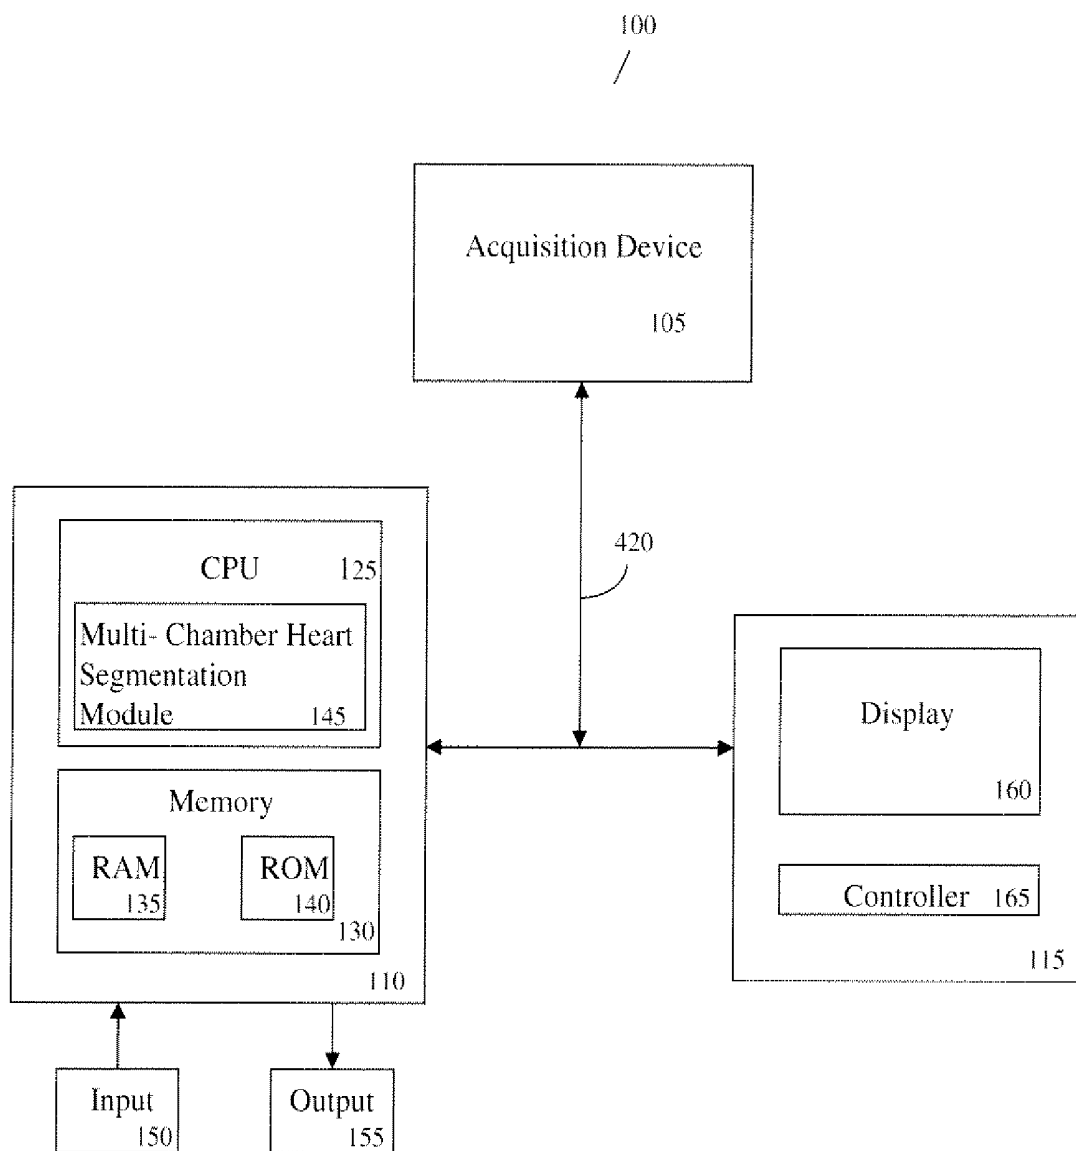 100
Acquisition Device
105
420
CPU 125
Multi- Chamber Heart
Segmentation
Module 145
Memory
RAM
135
ROM
140
130
110
Display
160
Controller 165
115
Input
150
Output
155